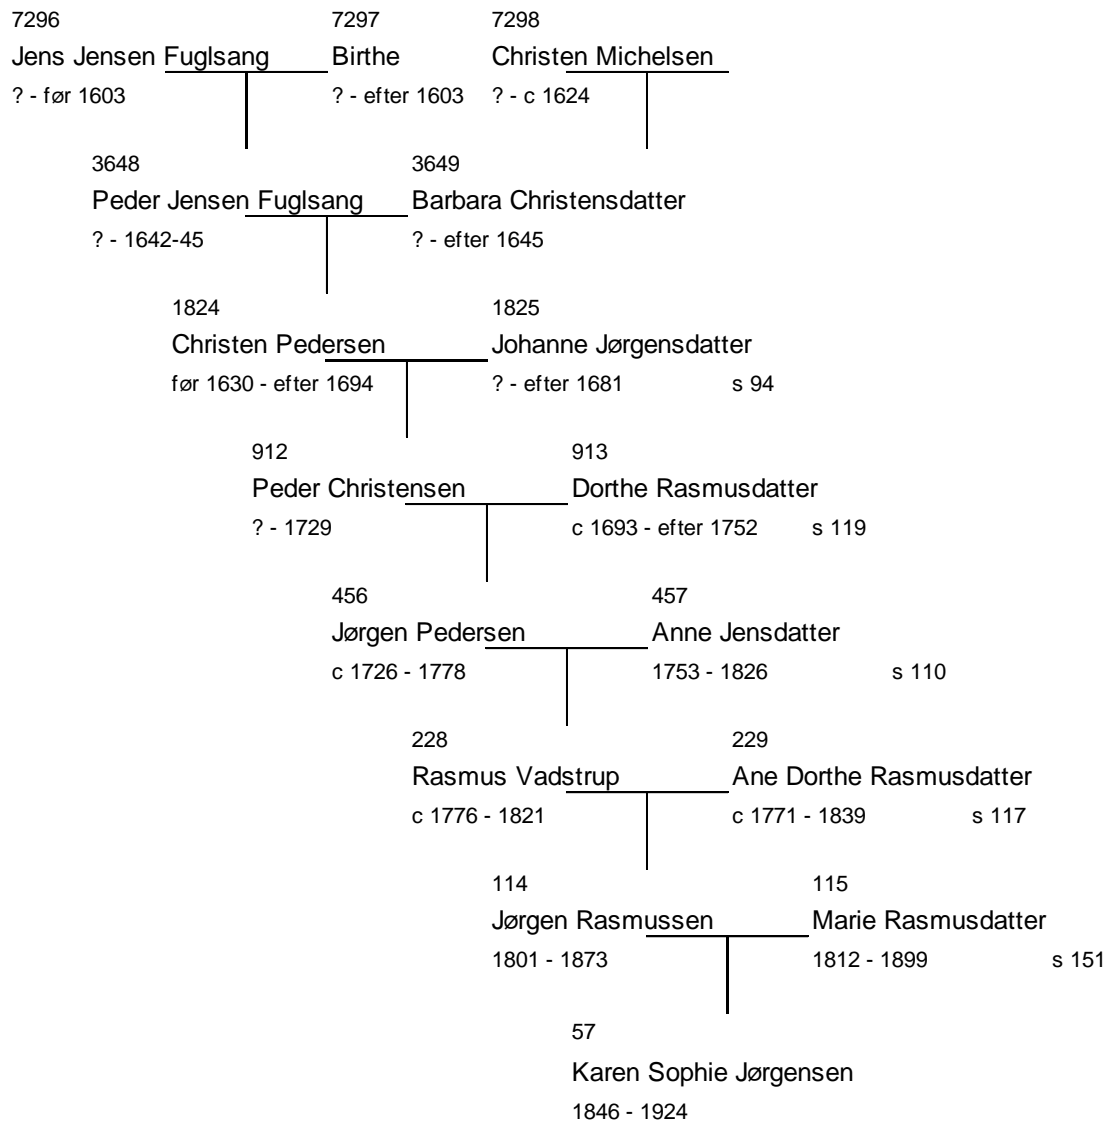 7296 7297 7298
Jens Jensen Fuglsang Birthe Christen Michelsen
? - før 1603 ? - efter 1603 ? - c 1624
3648 3649
Peder Jensen Fuglsang Barbara Christensdatter
? - 1642-45 ? - efter 1645
1824 1825
Christen Pedersen Johanne Jørgensdatter
før 1630 - efter 1694 ? - efter 1681 s 94
912 913
Peder Christensen Dorthe Rasmusdatter
? - 1729 c 1693 - efter 1752 s 119
456 457
Jørgen Pedersen Anne Jensdatter
c 1726 - 1778 1753 - 1826 s 110
228 229
Rasmus Vadstrup Ane Dorthe Rasmusdatter
c 1776 - 1821 c 1771 - 1839 s 117
114 115
Jørgen Rasmussen Marie Rasmusdatter
1801 - 1873 1812 - 1899 s 151
57
Karen Sophie Jørgensen
1846 - 1924